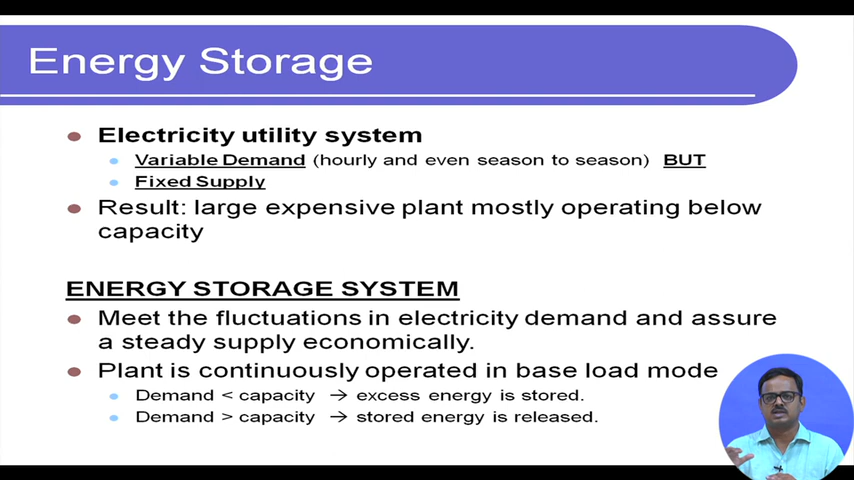 Energy Storage
Electricity utility system
Variable Demand (hourly and even season to season) BUT
Fixed Supply
Result: large expensive plant mostly operating below
capacity
ENERGY STORAGE SYSTEM
Meet the fluctuations in electricity demand and assure
a steady supply economically.
Plant is continuously operated in base load mode
Demand < capacity → excess energy is stored.
Demand > capacity → stored energy is released.